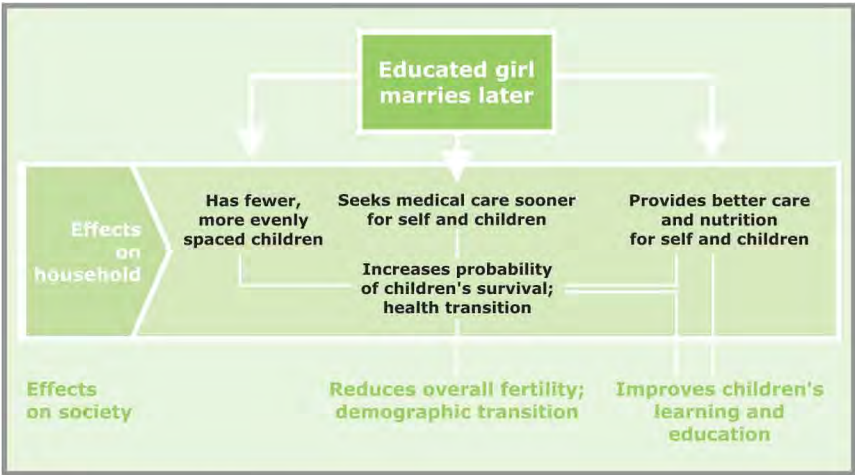 Educated girl
marries later
Effects
on
household
Has fewer,
more evenly
spaced children
Seeks medical care sooner
for self and children
Provides better care
and nutrition
for self and children
Increases probability
of children's survival;
health transition
Effects
on society
Reduces overall fertility;
demographic transition
Improves children's
learning and
education